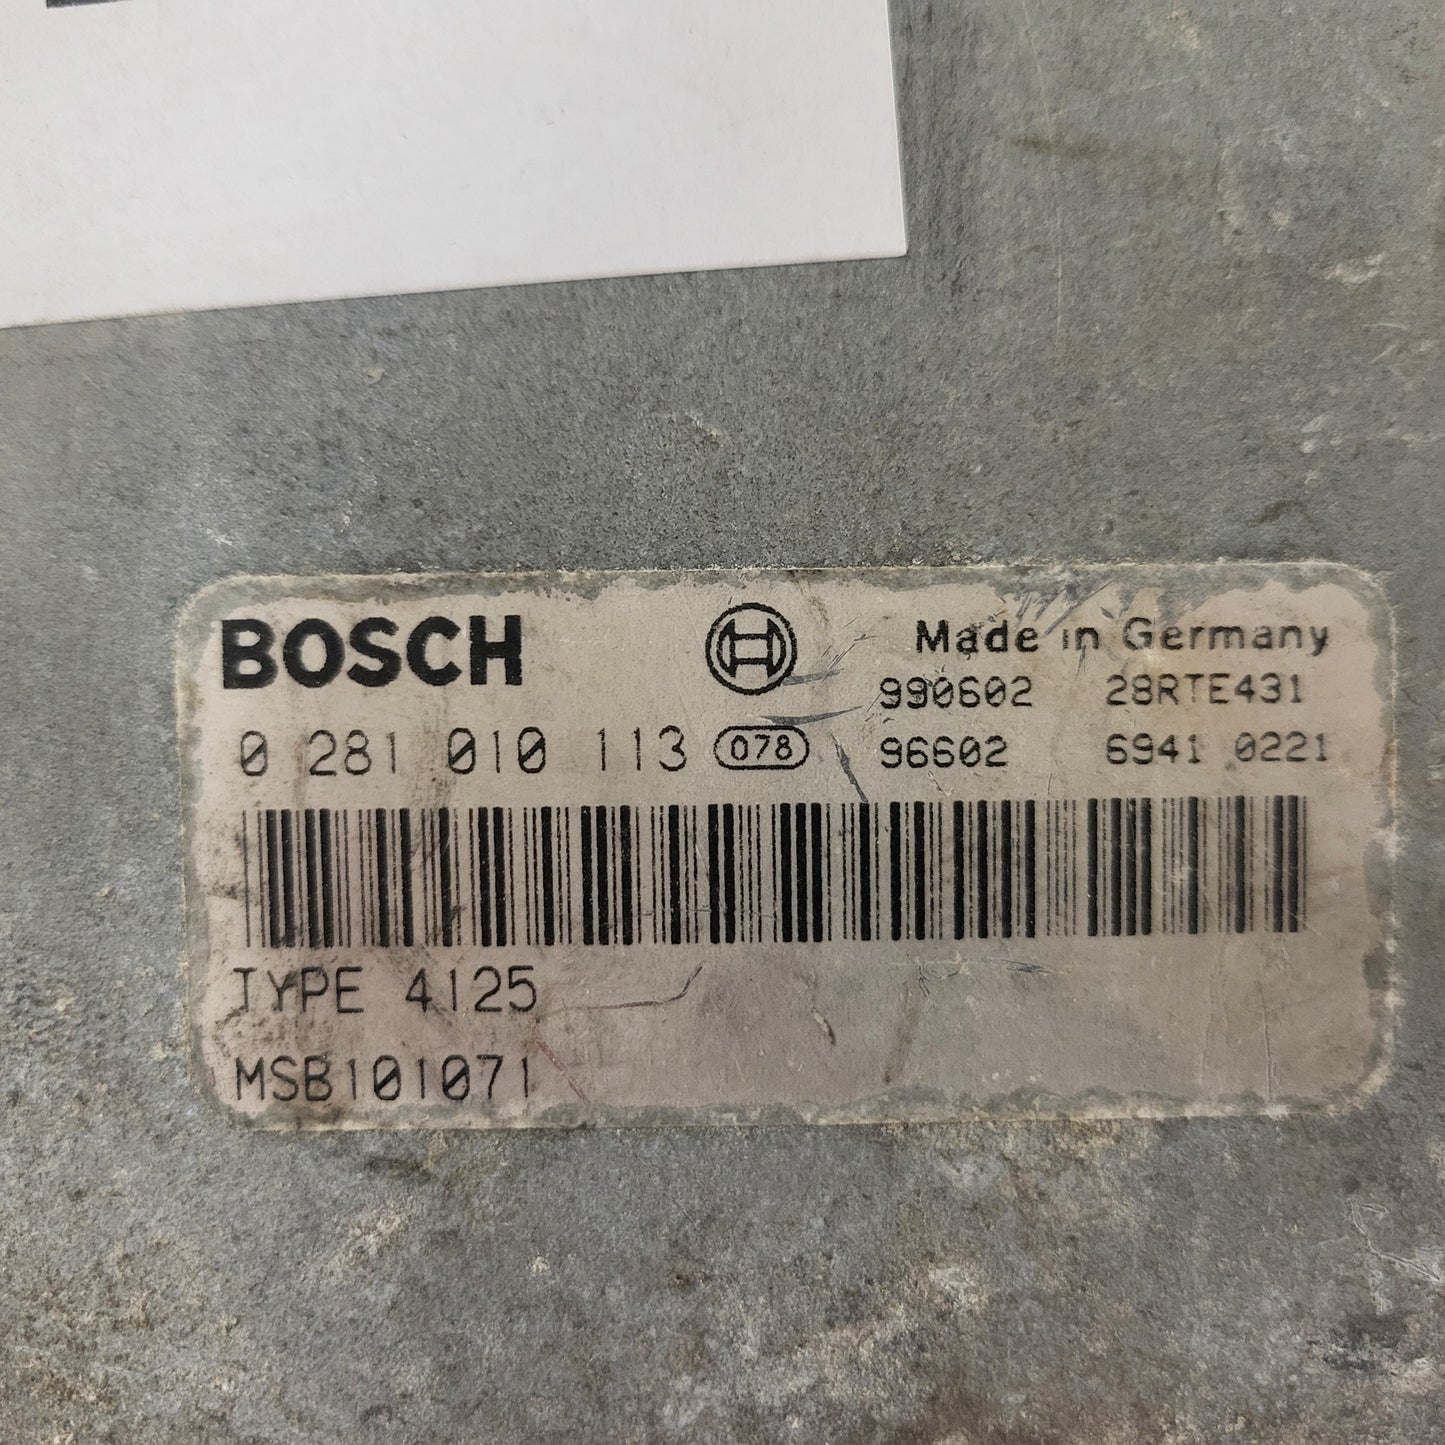 BOSCH
Made in Germany
990602 28RTE431
0 281 010 113 078 96602 6941 0221
TYPE 4125
MSB101071